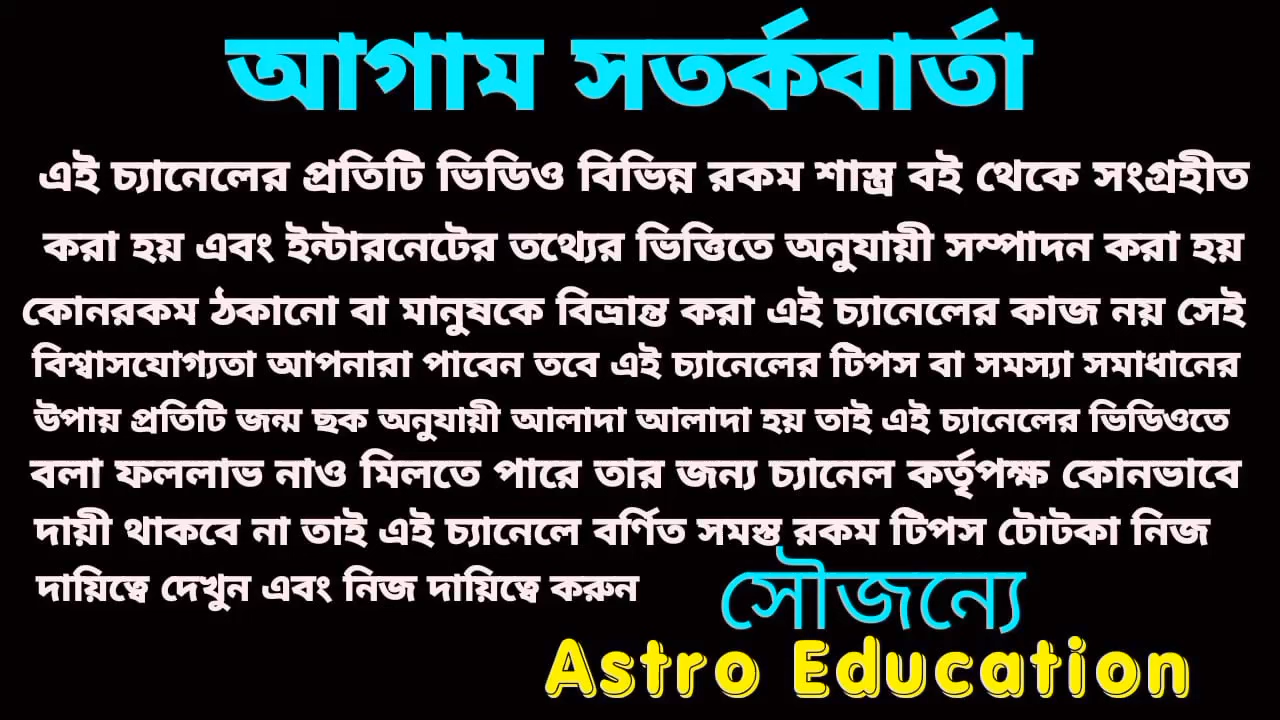 আগাম সতর্কবার্তা
এই চ্যানেলের প্রতিটি ভিডিও বিভিন্ন রকম শাস্ত্র বই থেকে সংগ্রহীত
করা হয় এবং ইন্টারনেটের তথ্যের ভিত্তিতে অনুযায়ী সম্পাদন করা হয়
কোনরকম ঠকানো বা মানুষকে বিভ্রান্ত করা এই চ্যানেলের কাজ নয় সেই
বিশ্বাসযোগ্যতা আপনারা পাবেন তবে এই চ্যানেলের টিপস বা সমস্যা সমাধানের
উপায় প্রতিটি জন্ম ছক অনুযায়ী আলাদা আলাদা হয় তাই এই চ্যানেলের ভিডিওতে
বলা ফললাভ নাও মিলতে পারে তার জন্য চ্যানেল কর্তৃপক্ষ কোনভাবে
দায়ী থাকবে না তাই এই চ্যানেলে বর্ণিত সমস্ত রকম টিপস টোটকা নিজ
দায়িত্বে দেখুন এবং নিজ দায়িত্বে করুন
সৌজন্যে
Astro Education